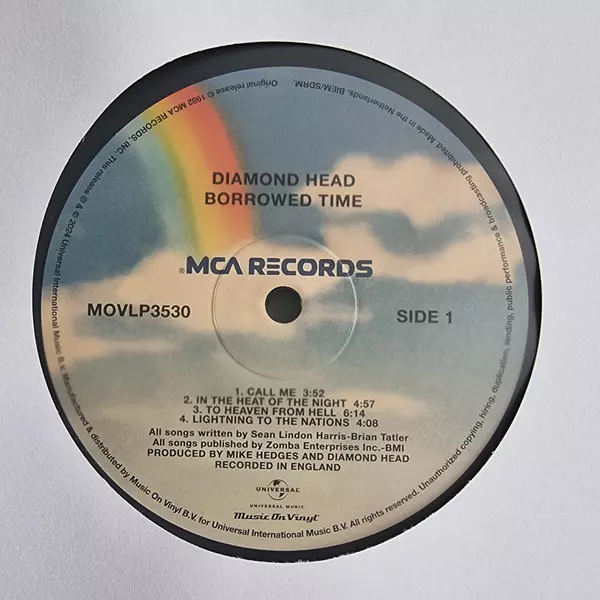 DIAMOND HEAD
BORROWED TIME
®MCA RECORDS
MOVLP3530
SIDE 1
1. CALL ME 3:52
2. IN THE HEAT OF THE NIGHT 4:57
3. TO HEAVEN FROM HELL 6:14
4. LIGHTNING TO THE NATIONS 4:08
All songs written by Sean Lindon Harris-Brian Tatler
All songs published by Zomba Enterprises Inc.-BMI
PRODUCED BY MIKE HEDGES AND DIAMOND HEAD
RECORDED IN ENGLAND
UNIVERSAL
UNIVERSAL MUSIC
Music On Vinyl
Original release © 1982 MCA RECORDS, INC. This release ℗ & © 2024 Universal International Music B.V. Manufactured & distributed by Music On Vinyl B.V. for Universal International Music B.V. All rights reserved. Unauthorized copying, hiring, duplication, lending, public performance & broadcasting prohibited. Made in the Netherlands. BIEM/SDRM.